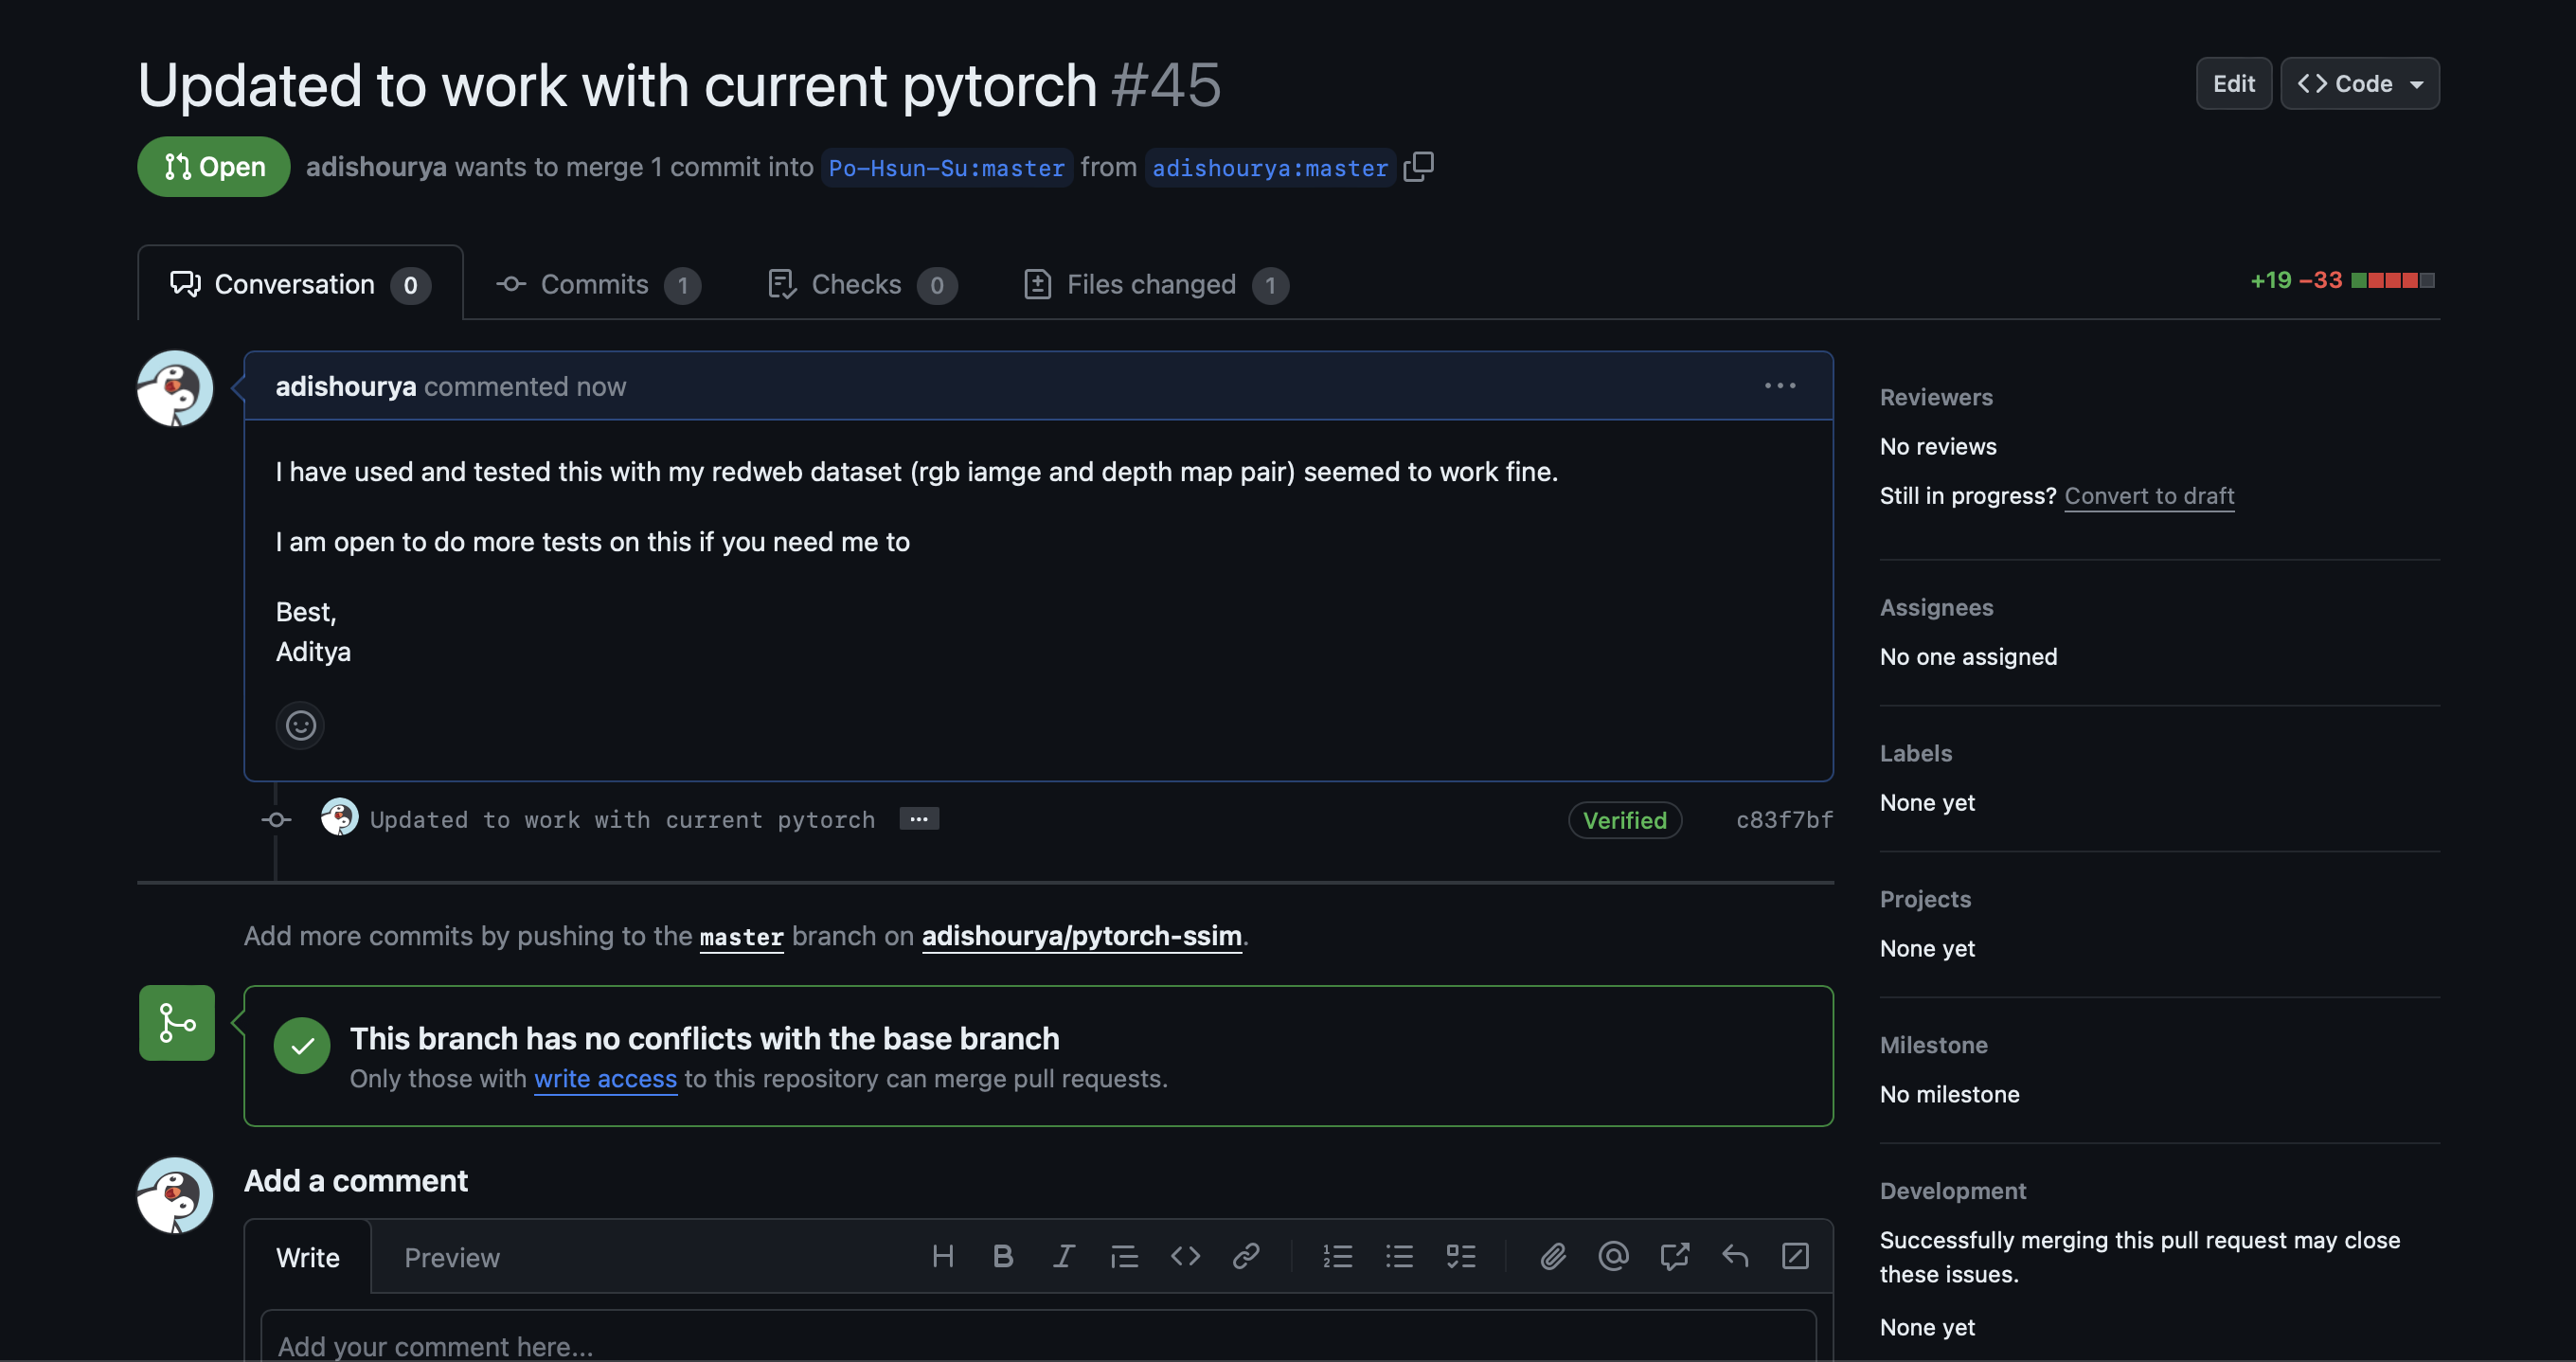 Updated to work with current pytorch #45
Edit
Code
Open
adishourya wants to merge 1 commit into Po-Hsun-Su:master from adishourya:master
Conversation 0
Commits 1
Checks 0
Files changed 1
+19 −33
adishourya commented now
I have used and tested this with my redweb dataset (rgb iamge and depth map pair) seemed to work fine.
I am open to do more tests on this if you need me to
Best,
Aditya
Updated to work with current pytorch
Verified
c83f7bf
Add more commits by pushing to the master branch on adishourya/pytorch-ssim.
This branch has no conflicts with the base branch
Only those with write access to this repository can merge pull requests.
Add a comment
Write
Preview
Add your comment here...
Reviewers
No reviews
Still in progress? Convert to draft
Assignees
No one assigned
Labels
None yet
Projects
None yet
Milestone
No milestone
Development
Successfully merging this pull request may close
these issues.
None yet